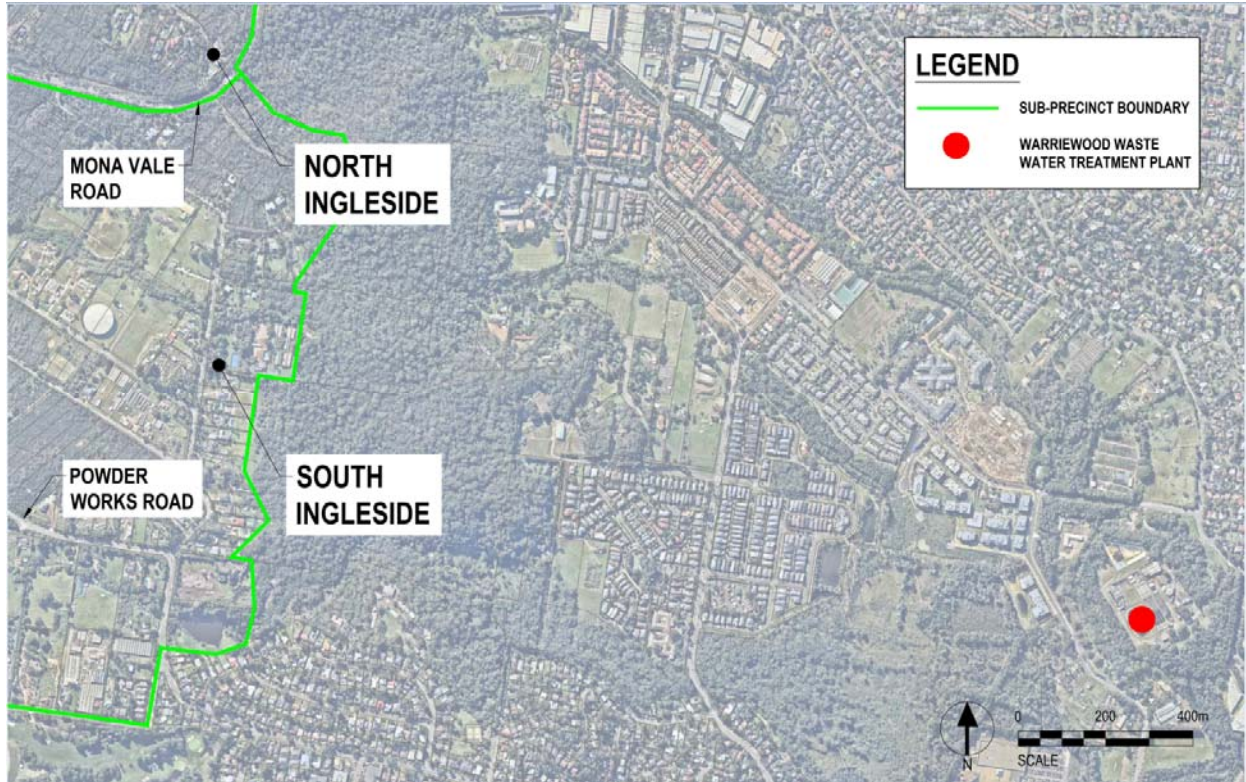 LEGEND
SUB-PRECINCT BOUNDARY
WARRIEWOOD WASTE
WATER TREATMENT PLANT
MONA VALE
ROAD
NORTH
INGLESIDE
SOUTH
INGLESIDE
POWDER
WORKS ROAD
N
0 200 400m
SCALE